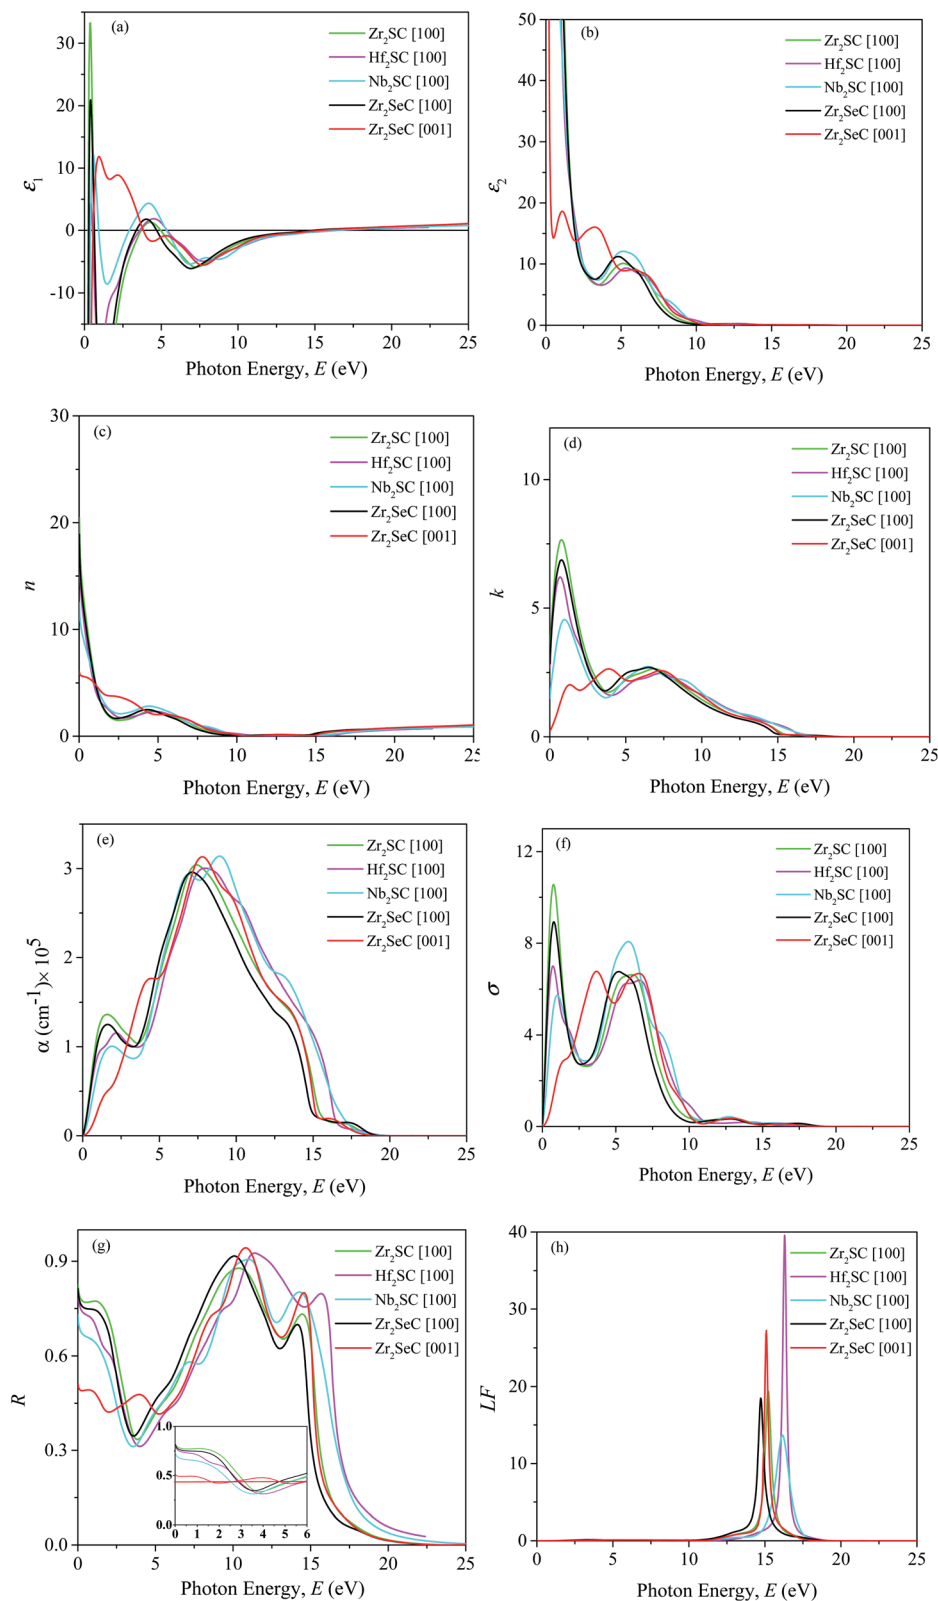 (a)
Zr2SC [100]
Hf2SC [100]
Nb2SC [100]
Zr2SeC [100]
Zr2SeC [001]
30
20
10
0
-10
ε1
0 5 10 15 20 25
Photon Energy, E (eV)
(b)
Zr2SC [100]
Hf2SC [100]
Nb2SC [100]
Zr2SeC [100]
Zr2SeC [001]
50
40
30
20
10
0
ε2
0 5 10 15 20 25
Photon Energy, E (eV)
(c)
Zr2SC [100]
Hf2SC [100]
Nb2SC [100]
Zr2SeC [100]
Zr2SeC [001]
30
20
10
0
n
0 5 10 15 20 25
Photon Energy, E (eV)
(d)
Zr2SC [100]
Hf2SC [100]
Nb2SC [100]
Zr2SeC [100]
Zr2SeC [001]
10
5
0
k
0 5 10 15 20 25
Photon Energy, E (eV)
(e)
Zr2SC [100]
Hf2SC [100]
Nb2SC [100]
Zr2SeC [100]
Zr2SeC [001]
3
2
1
0
α (cm⁻¹)× 10⁵
0 5 10 15 20 25
Photon Energy, E (eV)
(f)
Zr2SC [100]
Hf2SC [100]
Nb2SC [100]
Zr2SeC [100]
Zr2SeC [001]
12
8
4
0
σ
0 5 10 15 20 25
Photon Energy, E (eV)
(g)
Zr2SC [100]
Hf2SC [100]
Nb2SC [100]
Zr2SeC [100]
Zr2SeC [001]
0.9
0.6
0.3
0.0
R
1.0
0.5
0.0
0 1 2 3 4 5 6
0 5 10 15 20 25
Photon Energy, E (eV)
(h)
Zr2SC [100]
Hf2SC [100]
Nb2SC [100]
Zr2SeC [100]
Zr2SeC [001]
40
30
20
10
0
LF
0 5 10 15 20 25
Photon Energy, E (eV)